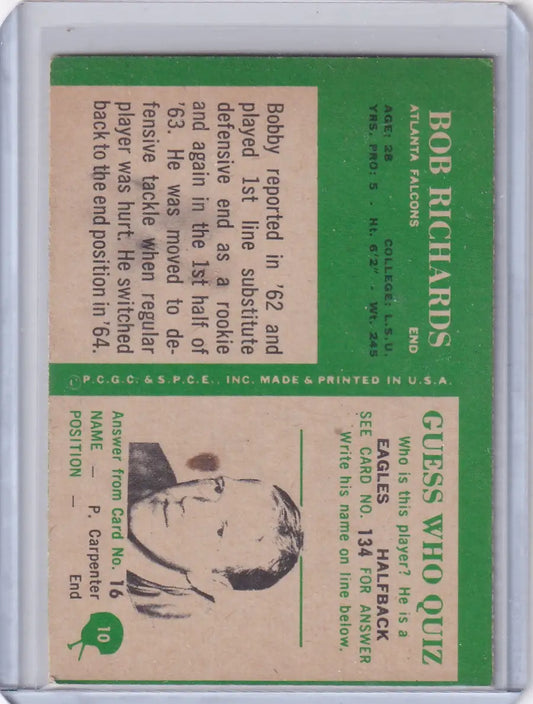 BOB RICHARDS
ATLANTA FALCONS END
AGE: 28 COLLEGE: L.S.U.
YRS. PRO: 5 · Ht. 6'2" · Wt. 245
Bobby reported in '62 and
played 1st line substitute
defensive end as a rookie
and again in the 1st half of
'63. He was moved to de-
fensive tackle when regular
player was hurt. He switched
back to the end position in '64.
© P.C.G.C. & S.P.C.E., INC. MADE & PRINTED IN U.S.A.
GUESS WHO QUIZ
Who is this player? He is a
EAGLES HALFBACK
SEE CARD NO. 134 FOR ANSWER
Write his name on line below.
Answer from Card No. 16
NAME — P. Carpenter
POSITION — End
10